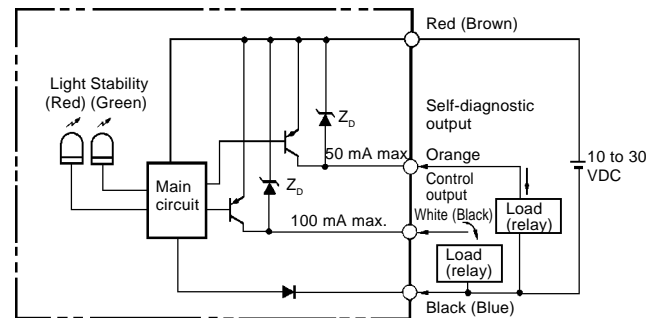 Red (Brown)
Light Stability
(Red) (Green)
Z_D
Self-diagnostic
output
50 mA max.
Orange
10 to 30
VDC
Main
circuit
Z_D
Control
output
Load
(relay)
100 mA max.
White (Black)
Load
(relay)
Black (Blue)